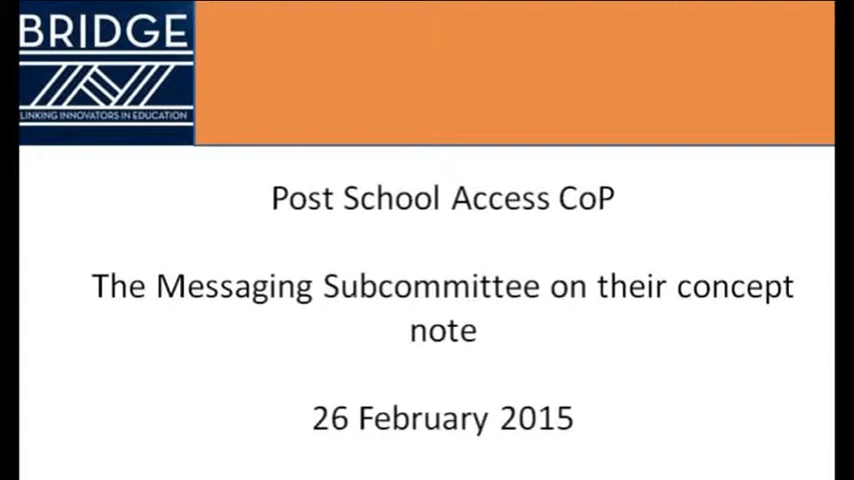 BRIDGE
LINKING INNOVATORS IN EDUCATION
Post School Access CoP
The Messaging Subcommittee on their concept
note
26 February 2015